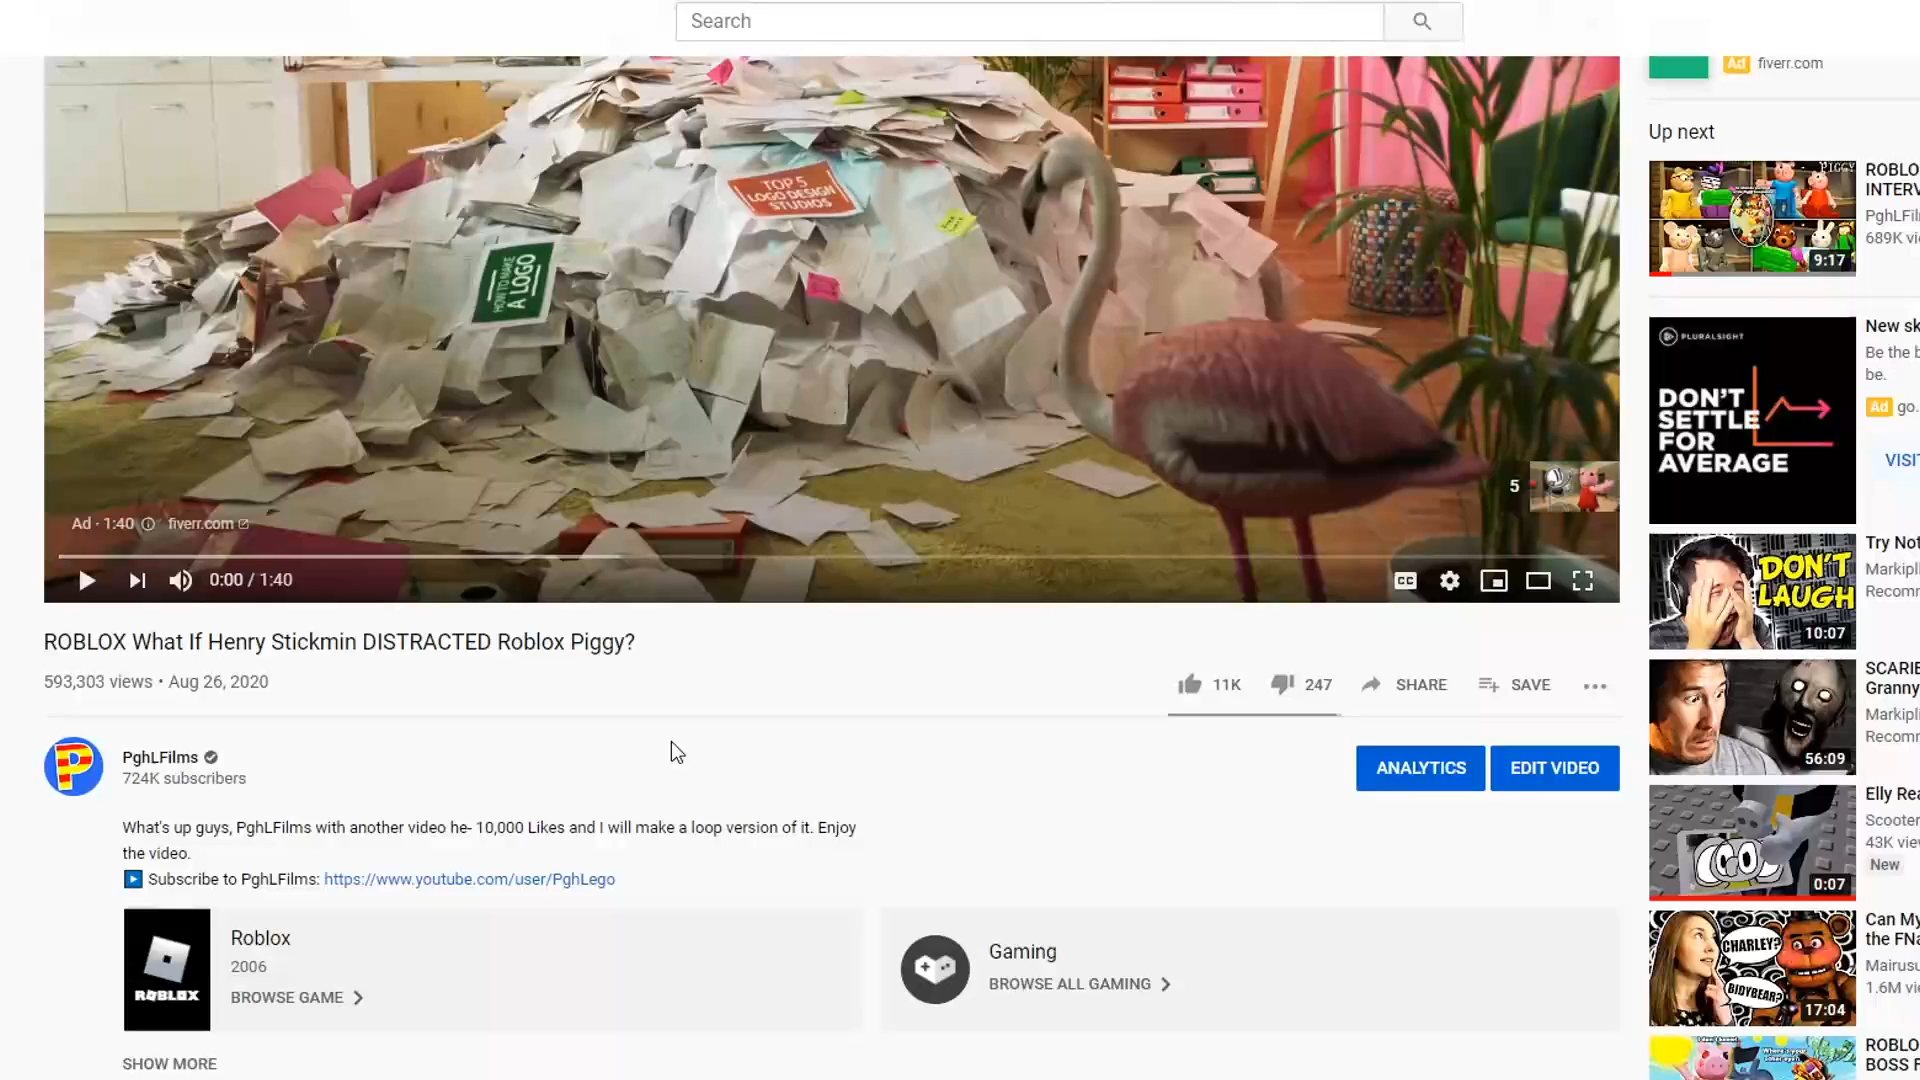 Search
Ad fiverr.com
TOP 5
LOGO DESIGN
STUDIOS
HOW TO MAKE
A LOGO
5
Ad · 1:40 fiverr.com
0:00 / 1:40
CC
ROBLOX What If Henry Stickmin DISTRACTED Roblox Piggy?
593,303 views • Aug 26, 2020
11K 247 SHARE SAVE
P
PghLFilms
724K subscribers
ANALYTICS EDIT VIDEO
What's up guys, PghLFilms with another video he- 10,000 Likes and I will make a loop version of it. Enjoy
the video.
Subscribe to PghLFilms: https://www.youtube.com/user/PghLego
ROBLOX
Roblox
2006
BROWSE GAME
Gaming
BROWSE ALL GAMING
SHOW MORE
Up next
PIGGY
9:17
ROBLO
INTERV
PghLFil
689K vi
PLURALSIGHT
DON'T
SETTLE
FOR
AVERAGE
New sk
Be the b
be.
Ad go.
VISI
DON'T
LAUGH
10:07
Try Not
Markipl
Recomr
56:09
SCARIE
Granny
Markipli
Recomr
0:07
Elly Rea
Scooter
43K vie
New
CHARLEY?
BIDYBEAR?
17:04
Can My
the FNa
Mairusu
1.6M vie
ROBLO
BOSS F